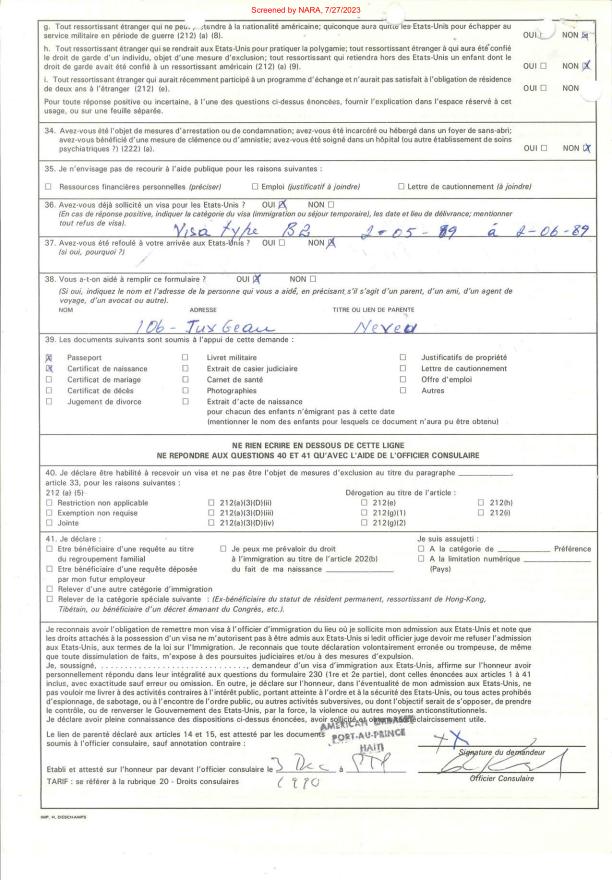 Screened by NARA, 7/27/2023
g. Tout ressortissant étranger qui ne peut prétendre à la nationalité américaine; quiconque aura quitté les Etats-Unis pour échapper au
service militaire en période de guerre (212) (a) (8).
OUI ☐ NON ☒
h. Tout ressortissant étranger qui se rendrait aux Etats-Unis pour pratiquer la polygamie; tout ressortissant étranger à qui aura été confié
le droit de garde d'un individu, objet d'une mesure d'exclusion; tout ressortissant qui retiendra hors des Etats-Unis un enfant dont le
droit de garde avait été confié à un ressortissant américain (212) (a) (9).
OUI ☐ NON ☒
i. Tout ressortissant étranger qui aurait récemment participé à un programme d'échange et n'aurait pas satisfait à l'obligation de résidence
de deux ans à l'étranger (212) (e).
OUI ☐ NON
Pour toute réponse positive ou incertaine, à l'une des questions ci-dessus énoncées, fournir l'explication dans l'espace réservé à cet
usage, ou sur une feuille séparée.
34. Avez-vous été l'objet de mesures d'arrestation ou de condamnation; avez-vous été incarcéré ou hébergé dans un foyer de sans-abri;
avez-vous bénéficié d'une mesure de clémence ou d'amnistie; avez-vous été soigné dans un hôpital (ou autre établissement de soins
psychiatriques ?) (222) (a).
OUI ☐ NON ☒
35. Je n'envisage pas de recourir à l'aide publique pour les raisons suivantes :
☐ Ressources financières personnelles (préciser) ☐ Emploi (justificatif à joindre) ☐ Lettre de cautionnement (à joindre)
36. Avez-vous déjà sollicité un visa pour les Etats-Unis ? OUI ☒ NON ☐
(En cas de réponse positive, indiquer la catégorie du visa (immigration ou séjour temporaire), les date et lieu de délivrance; mentionner
tout refus de visa).
Visa type B2 2-05-89 à 2-06-89
37. Avez-vous été refoulé à votre arrivée aux Etats-Unis ? OUI ☐ NON ☒
(si oui, pourquoi ?)
38. Vous a-t-on aidé à remplir ce formulaire ? OUI ☒ NON ☐
(Si oui, indiquez le nom et l'adresse de la personne qui vous a aidé, en précisant s'il s'agit d'un parent, d'un ami, d'un agent de
voyage, d'un avocat ou autre).
NOM ADRESSE TITRE OU LIEN DE PARENTE
106- Neveu
39. Les documents suivants sont soumis à l'appui de cette demande :
☒ Passeport ☐ Livret militaire ☐ Justificatifs de propriété
☒ Certificat de naissance ☐ Extrait de casier judiciaire ☐ Lettre de cautionnement
☐ Certificat de mariage ☐ Carnet de santé ☐ Offre d'emploi
☐ Certificat de décès ☐ Photographies ☐ Autres
☐ Jugement de divorce ☐ Extrait d'acte de naissance
pour chacun des enfants n'émigrant pas à cette date
(mentionner le nom des enfants pour lesquels ce document n'aura pu être obtenu)
NE RIEN ECRIRE EN DESSOUS DE CETTE LIGNE
NE REPONDRE AUX QUESTIONS 40 ET 41 QU'AVEC L'AIDE DE L'OFFICIER CONSULAIRE
40. Je déclare être habilité à recevoir un visa et ne pas être l'objet de mesures d'exclusion au titre du paragraphe
article 33, pour les raisons suivantes :
212 (a) (5)- Dérogation au titre de l'article :
☐ Restriction non applicable ☐ 212(a)(3)(D)(ii) ☐ 212(e) ☐ 212(h)
☐ Exemption non requise ☐ 212(a)(3)(D)(iii) ☐ 212(g)(1) ☐ 212(i)
☐ Jointe ☐ 212(a)(3)(D)(iv) ☐ 212(g)(2)
41. Je déclare : Je suis assujetti :
☐ Etre bénéficiaire d'une requête au titre ☐ Je peux me prévaloir du droit ☐ A la catégorie de Préférence
du regroupement familial à l'immigration au titre de l'article 202(b) ☐ A la limitation numérique
☐ Etre bénéficiaire d'une requête déposée du fait de ma naissance (Pays)
par mon futur employeur
☐ Relever d'une autre catégorie d'immigration
☐ Relever de la catégorie spéciale suivante : (Ex-bénéficiaire du statut de résident permanent, ressortissant de Hong-Kong,
Tibétain, ou bénéficiaire d'un décret émanant du Congrès, etc.).
Je reconnais avoir l'obligation de remettre mon visa à l'officier d'immigration du lieu où je sollicite mon admission aux Etats-Unis et note que
les droits attachés à la possession d'un visa ne m'autorisent pas à être admis aux Etats-Unis si ledit officier juge devoir me refuser l'admission
aux Etats-Unis, aux termes de la loi sur l'Immigration. Je reconnais que toute déclaration volontairement erronée ou trompeuse, de même
que toute dissimulation de faits, m'expose à des poursuites judiciaires et/ou à des mesures d'expulsion.
Je, soussigné, ............................, demandeur d'un visa d'immigration aux Etats-Unis, affirme sur l'honneur avoir
personnellement répondu dans leur intégralité aux questions du formulaire 230 (1re et 2e partie), dont celles énoncées aux articles 1 à 41
inclus, avec exactitude sauf erreur ou omission. En outre, je déclare sur l'honneur, dans l'éventualité de mon admission aux Etats-Unis, ne
pas vouloir me livrer à des activités contraires à l'intérêt public, portant atteinte à l'ordre et à la sécurité des Etats-Unis, ou tous actes prohibés
d'espionnage, de sabotage, ou à l'encontre de l'ordre public, ou autres activités subversives, ou dont l'objectif serait de s'opposer, de prendre
le contrôle, ou de renverser le Gouvernement des Etats-Unis, par la force, la violence ou autres moyens anticonstitutionnels.
Je déclare avoir pleine connaissance des dispositions ci-dessus énoncées, avoir sollicité et obtenu éclaircissement utile.
AMERICAN EMBASSY
PORT-AU-PRINCE
HAITI
Le lien de parenté déclaré aux articles 14 et 15, est attesté par les documents
soumis à l'officier consulaire, sauf annotation contraire :
X
Signature du demandeur
Etabli et attesté sur l'honneur par devant l'officier consulaire le 3 Dec à PTP
1990
Officier Consulaire
TARIF : se référer à la rubrique 20 - Droits consulaires
IMP. H. DESCHAMPS